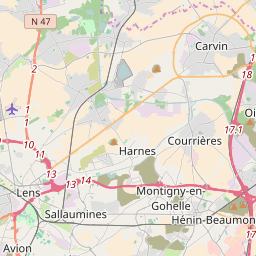 N 47
Carvin
2
18
1
1
Oi
17-1
10
11
Courrières
Harnes
13
17
Lens
13 14
Montigny-en-
Gohelle
Sallaumines
Hénin-Beaumon
Avion